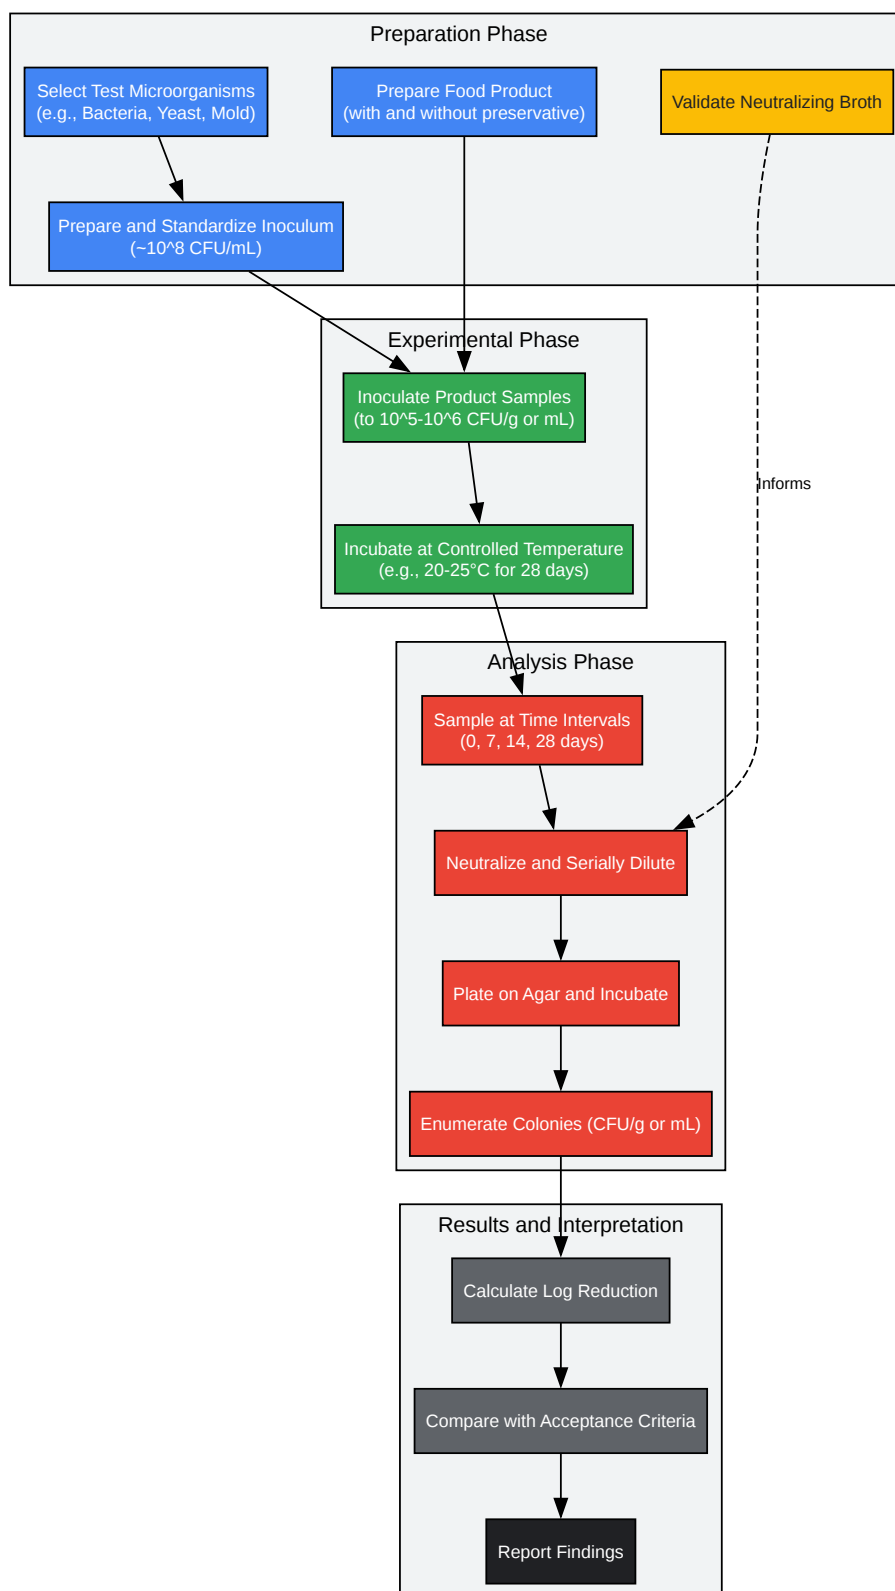 Preparation Phase
Select Test Microorganisms
(e.g., Bacteria, Yeast, Mold)
Prepare Food Product
(with and without preservative)
Validate Neutralizing Broth
Prepare and Standardize Inoculum
(~10^8 CFU/mL)
Experimental Phase
Inoculate Product Samples
(to 10^5-10^6 CFU/g or mL)
Informs
Incubate at Controlled Temperature
(e.g., 20-25°C for 28 days)
Analysis Phase
Sample at Time Intervals
(0, 7, 14, 28 days)
Neutralize and Serially Dilute
Plate on Agar and Incubate
Enumerate Colonies (CFU/g or mL)
Results and Interpretation
Calculate Log Reduction
Compare with Acceptance Criteria
Report Findings